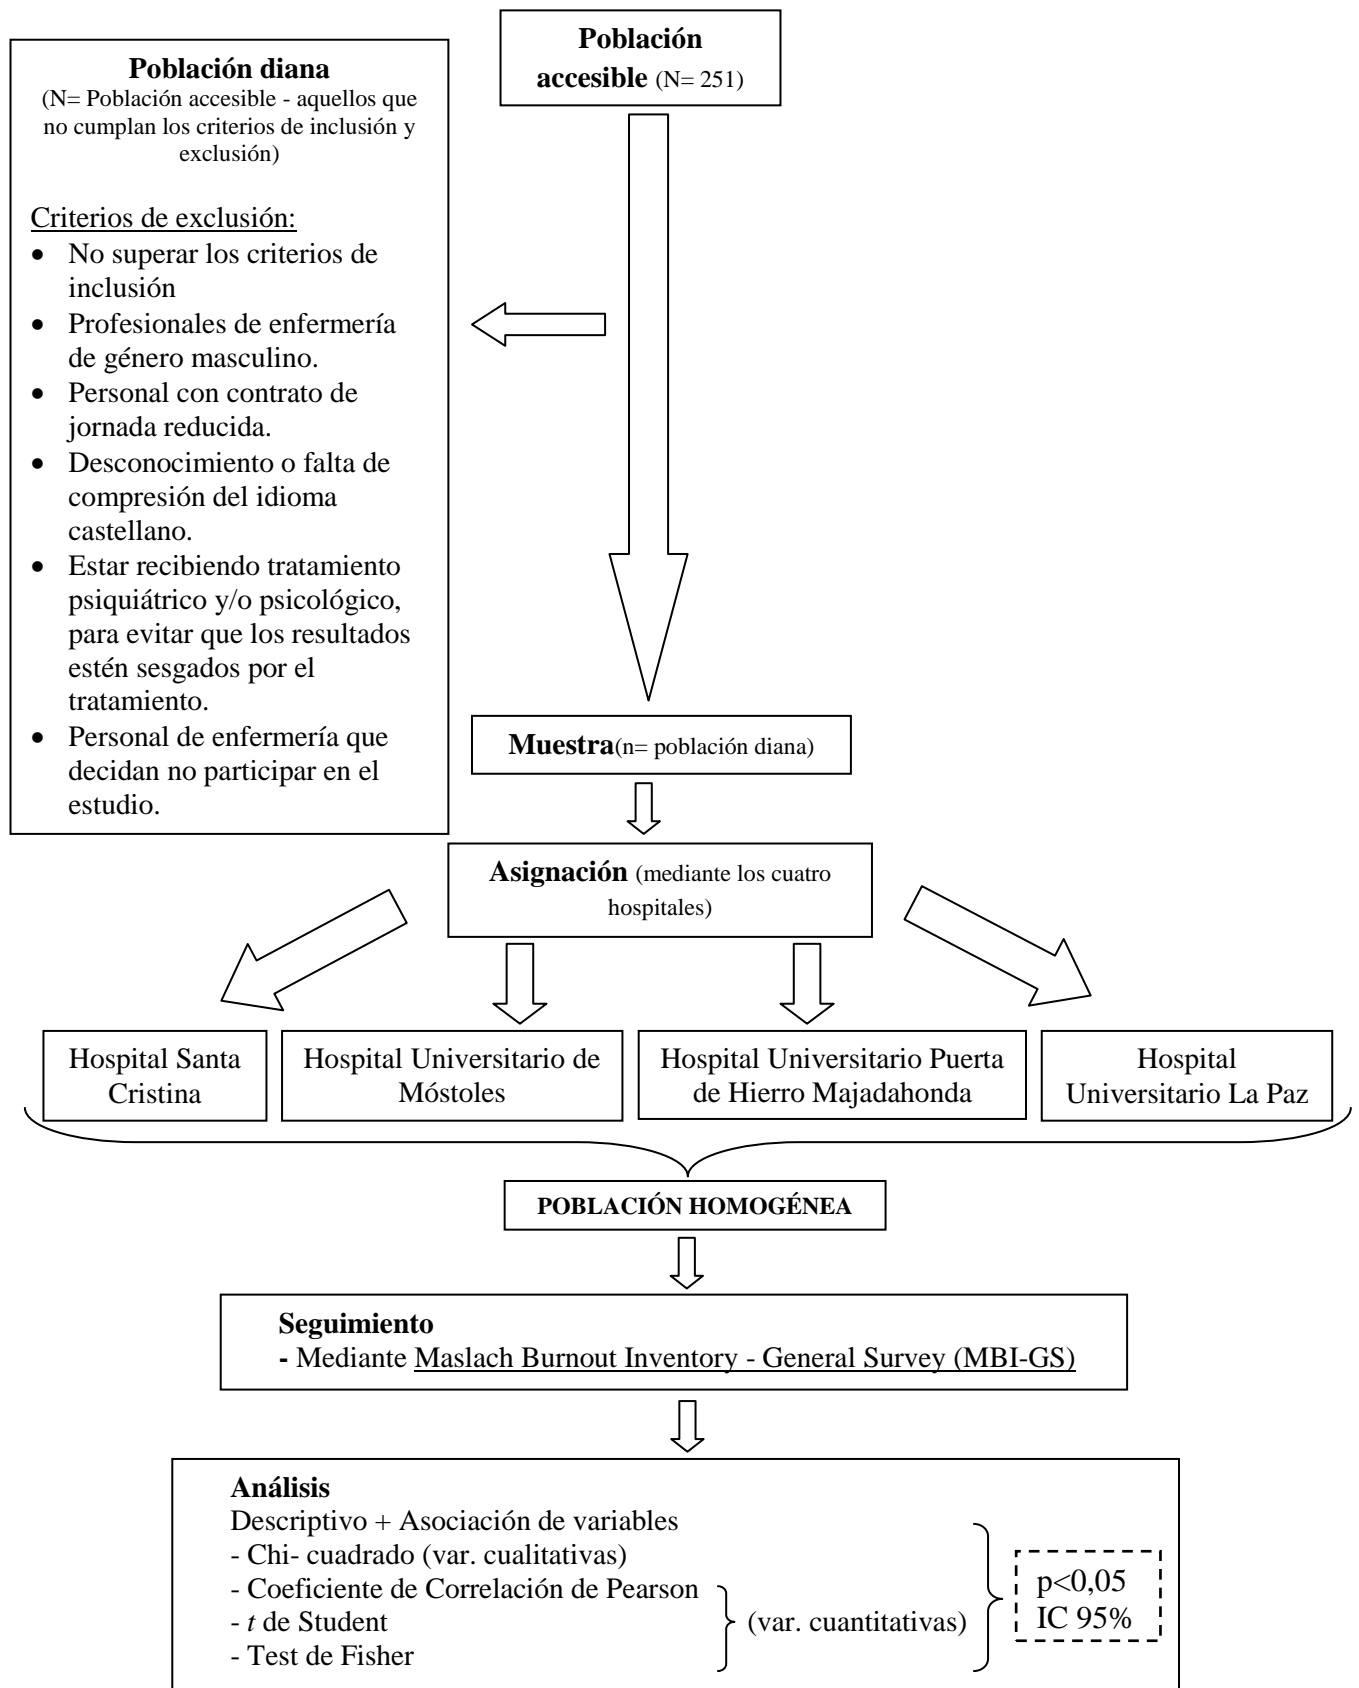 Población
accesible (N= 251)
Población diana
(N= Población accesible - aquellos que
no cumplan los criterios de inclusión y
exclusión)
Criterios de exclusión:
• No superar los criterios de
inclusión
• Profesionales de enfermería
de género masculino.
• Personal con contrato de
jornada reducida.
• Desconocimiento o falta de
compresión del idioma
castellano.
• Estar recibiendo tratamiento
psiquiátrico y/o psicológico,
para evitar que los resultados
estén sesgados por el
tratamiento.
• Personal de enfermería que
decidan no participar en el
estudio.
Muestra(n= población diana)
Asignación (mediante los cuatro
hospitales)
Hospital Santa
Cristina
Hospital Universitario de
Móstoles
Hospital Universitario Puerta
de Hierro Majadahonda
Hospital
Universitario La Paz
POBLACIÓN HOMOGÉNEA
Seguimiento
- Mediante Maslach Burnout Inventory - General Survey (MBI-GS)
Análisis
Descriptivo + Asociación de variables
- Chi- cuadrado (var. cualitativas)
- Coeficiente de Correlación de Pearson
- t de Student
- Test de Fisher
(var. cuantitativas)
p<0,05
IC 95%